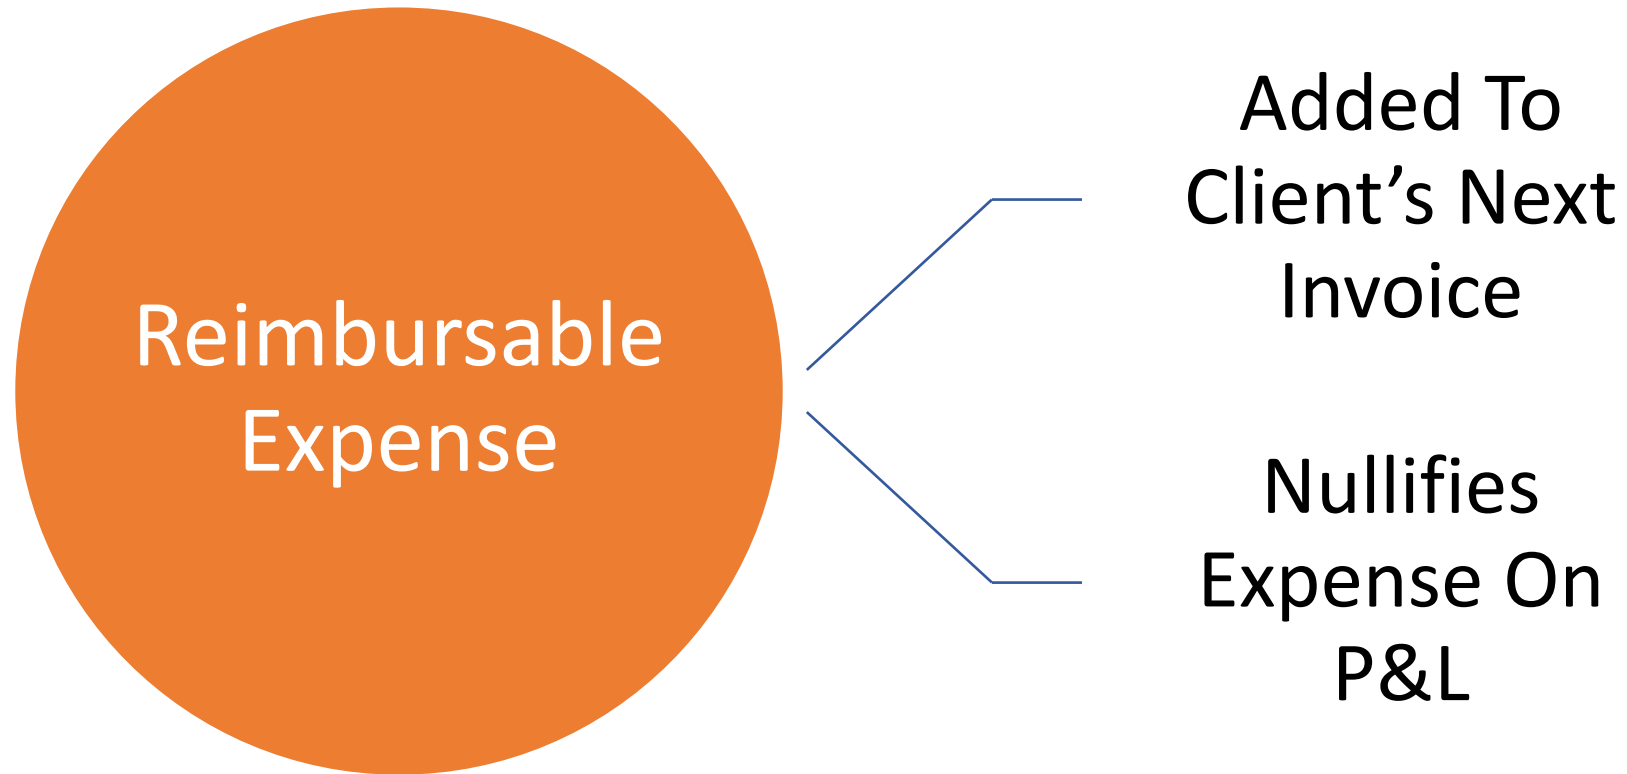 Reimbursable
Expense
Added To
Client’s Next
Invoice
Nullifies
Expense On
P&L